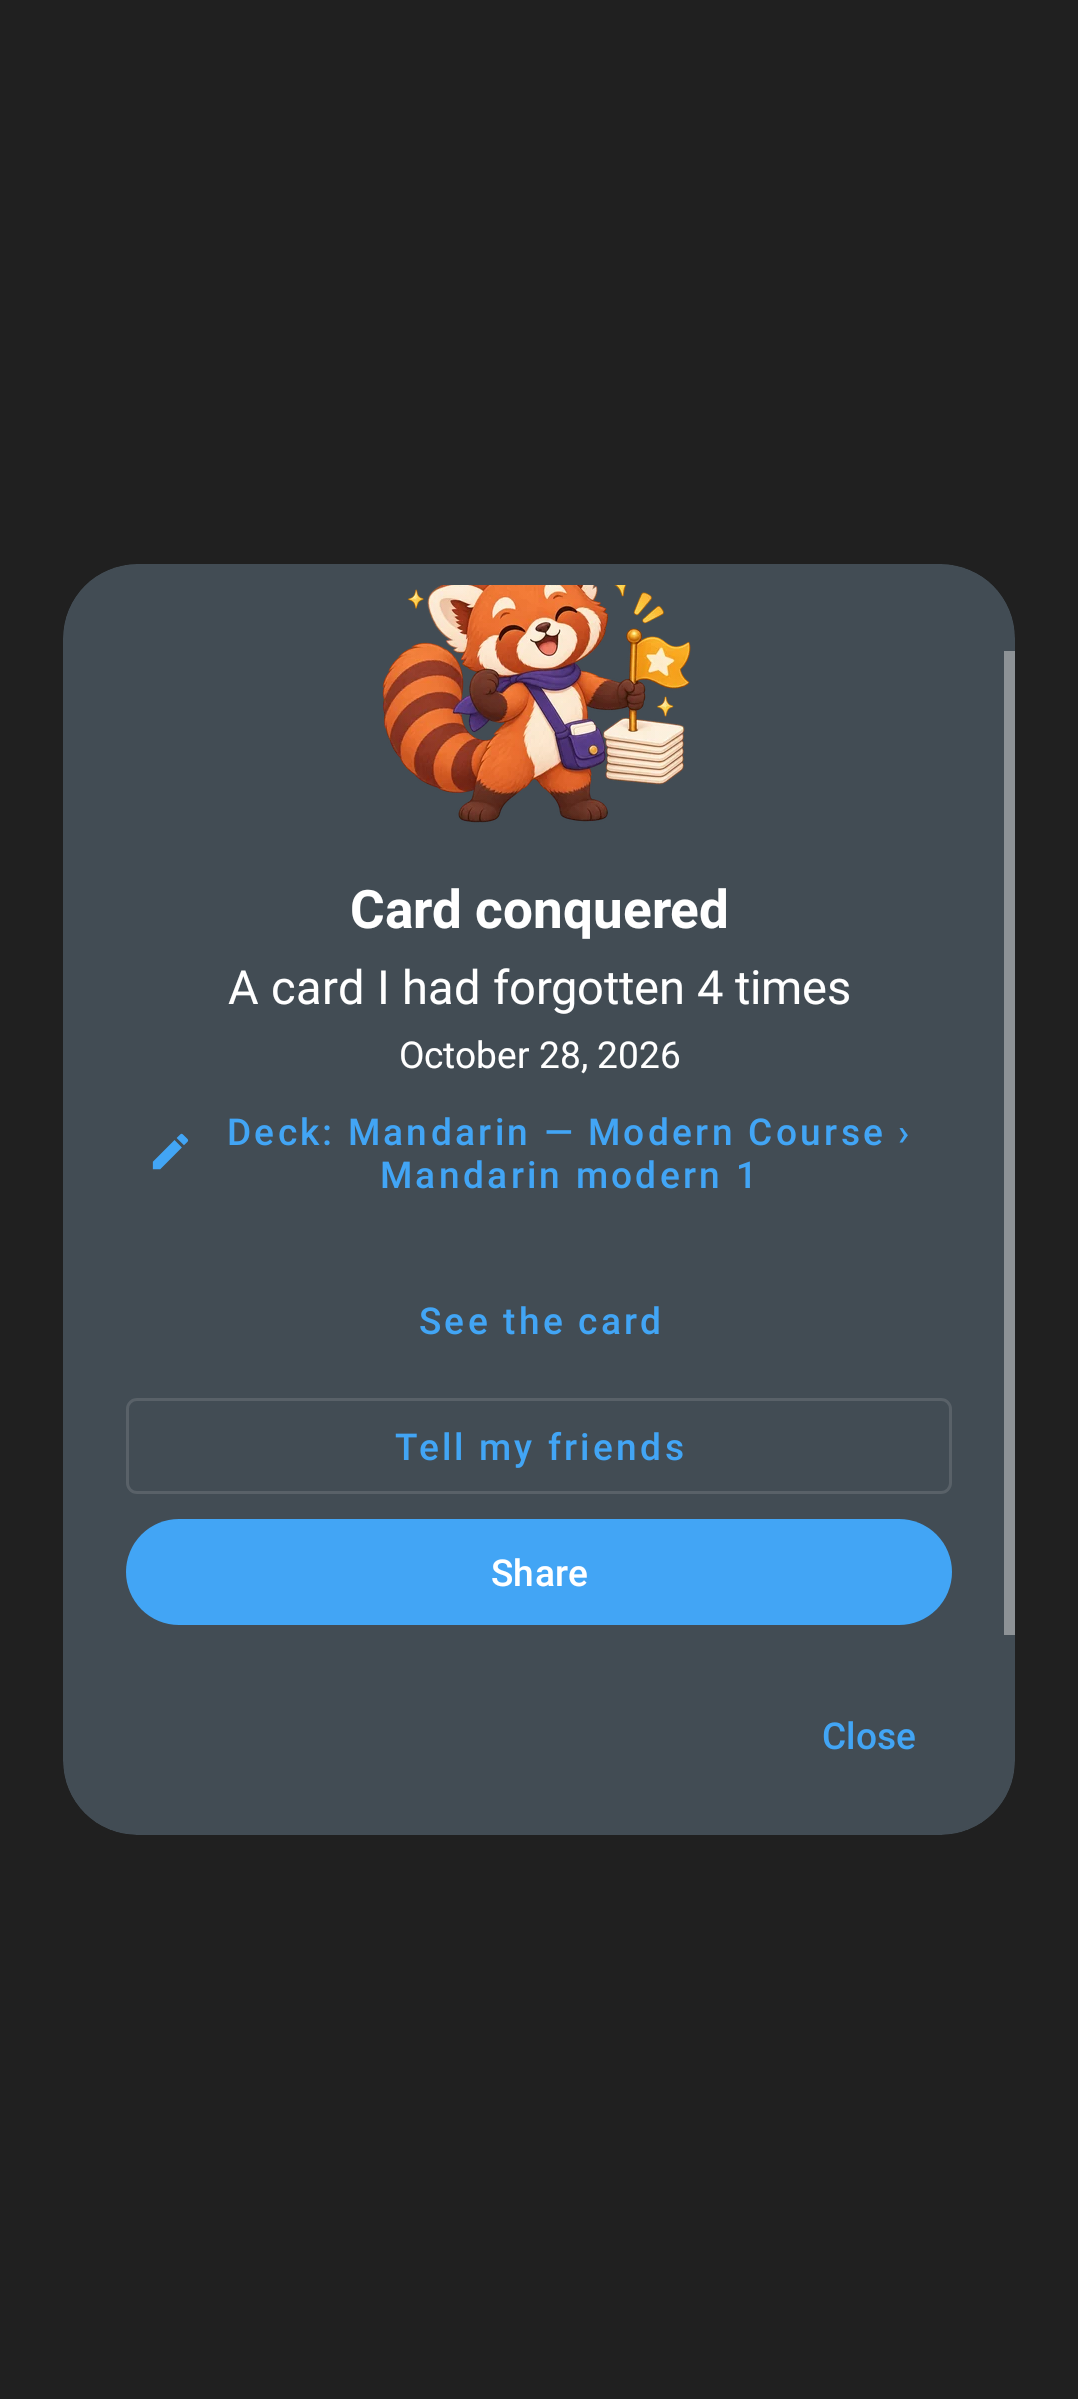 Card conquered
A card I had forgotten 4 times
October 28, 2026
Deck: Mandarin — Modern Course ›
Mandarin modern 1
See the card
Tell my friends
Share
Close